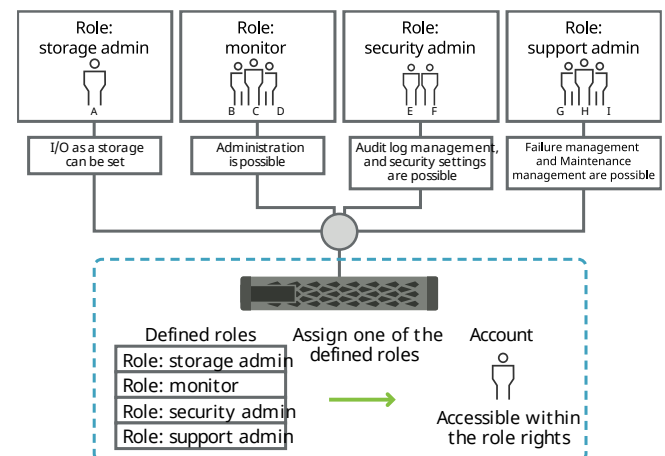 Role:
storage admin
A
I/O as a storage
can be set
Role:
monitor
B C D
Administration
is possible
Role:
security admin
E F
Audit log management,
and security settings
are possible
Role:
support admin
G H I
Failure management
and Maintenance
management are possible
Defined roles
Role: storage admin
Role: monitor
Role: security admin
Role: support admin
Assign one of the
defined roles
Account
Accessible within
the role rights